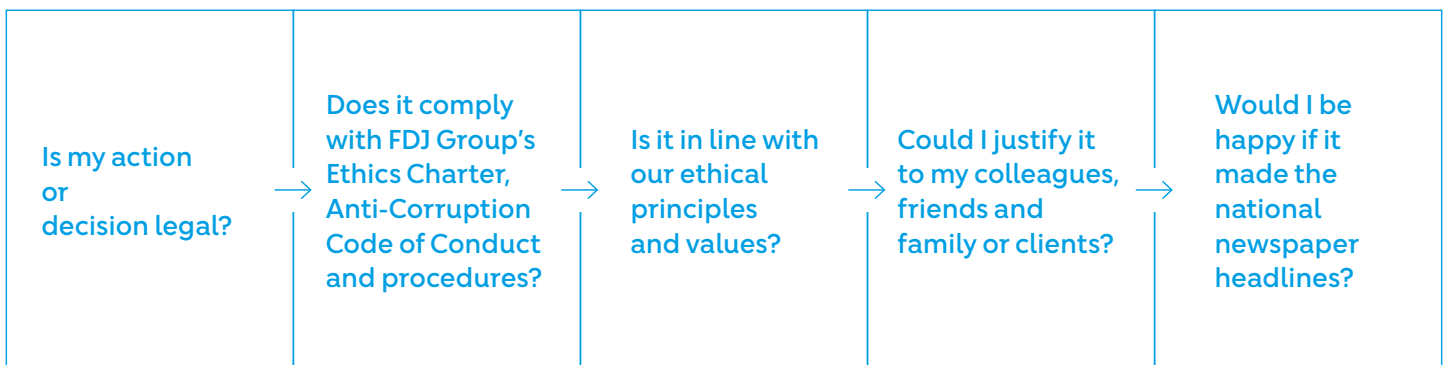 Is my action
or
decision legal?
Does it comply
with FDJ Group’s
Ethics Charter,
Anti-Corruption
Code of Conduct
and procedures?
Is it in line with
our ethical
principles
and values?
Could I justify it
to my colleagues,
friends and
family or clients?
Would I be
happy if it
made the
national
newspaper
headlines?